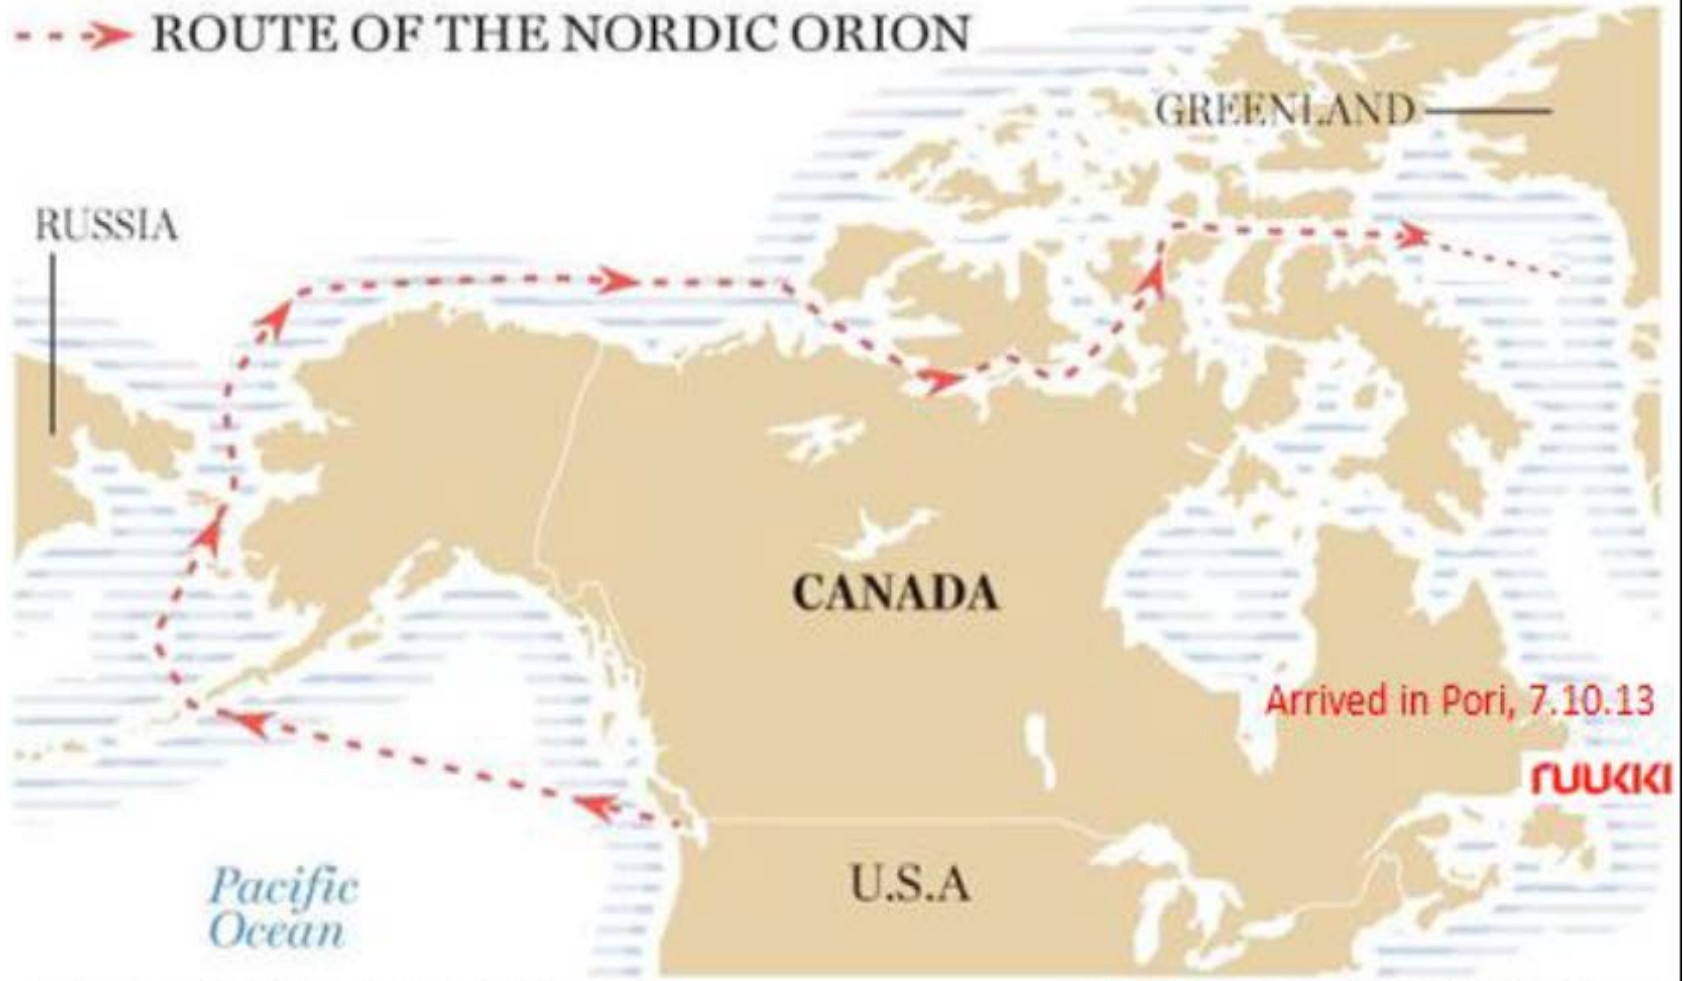 ROUTE OF THE NORDIC ORION
GREENLAND
RUSSIA
CANADA
Arrived in Pori, 7.10.13
ruukki
U.S.A
Pacific
Ocean